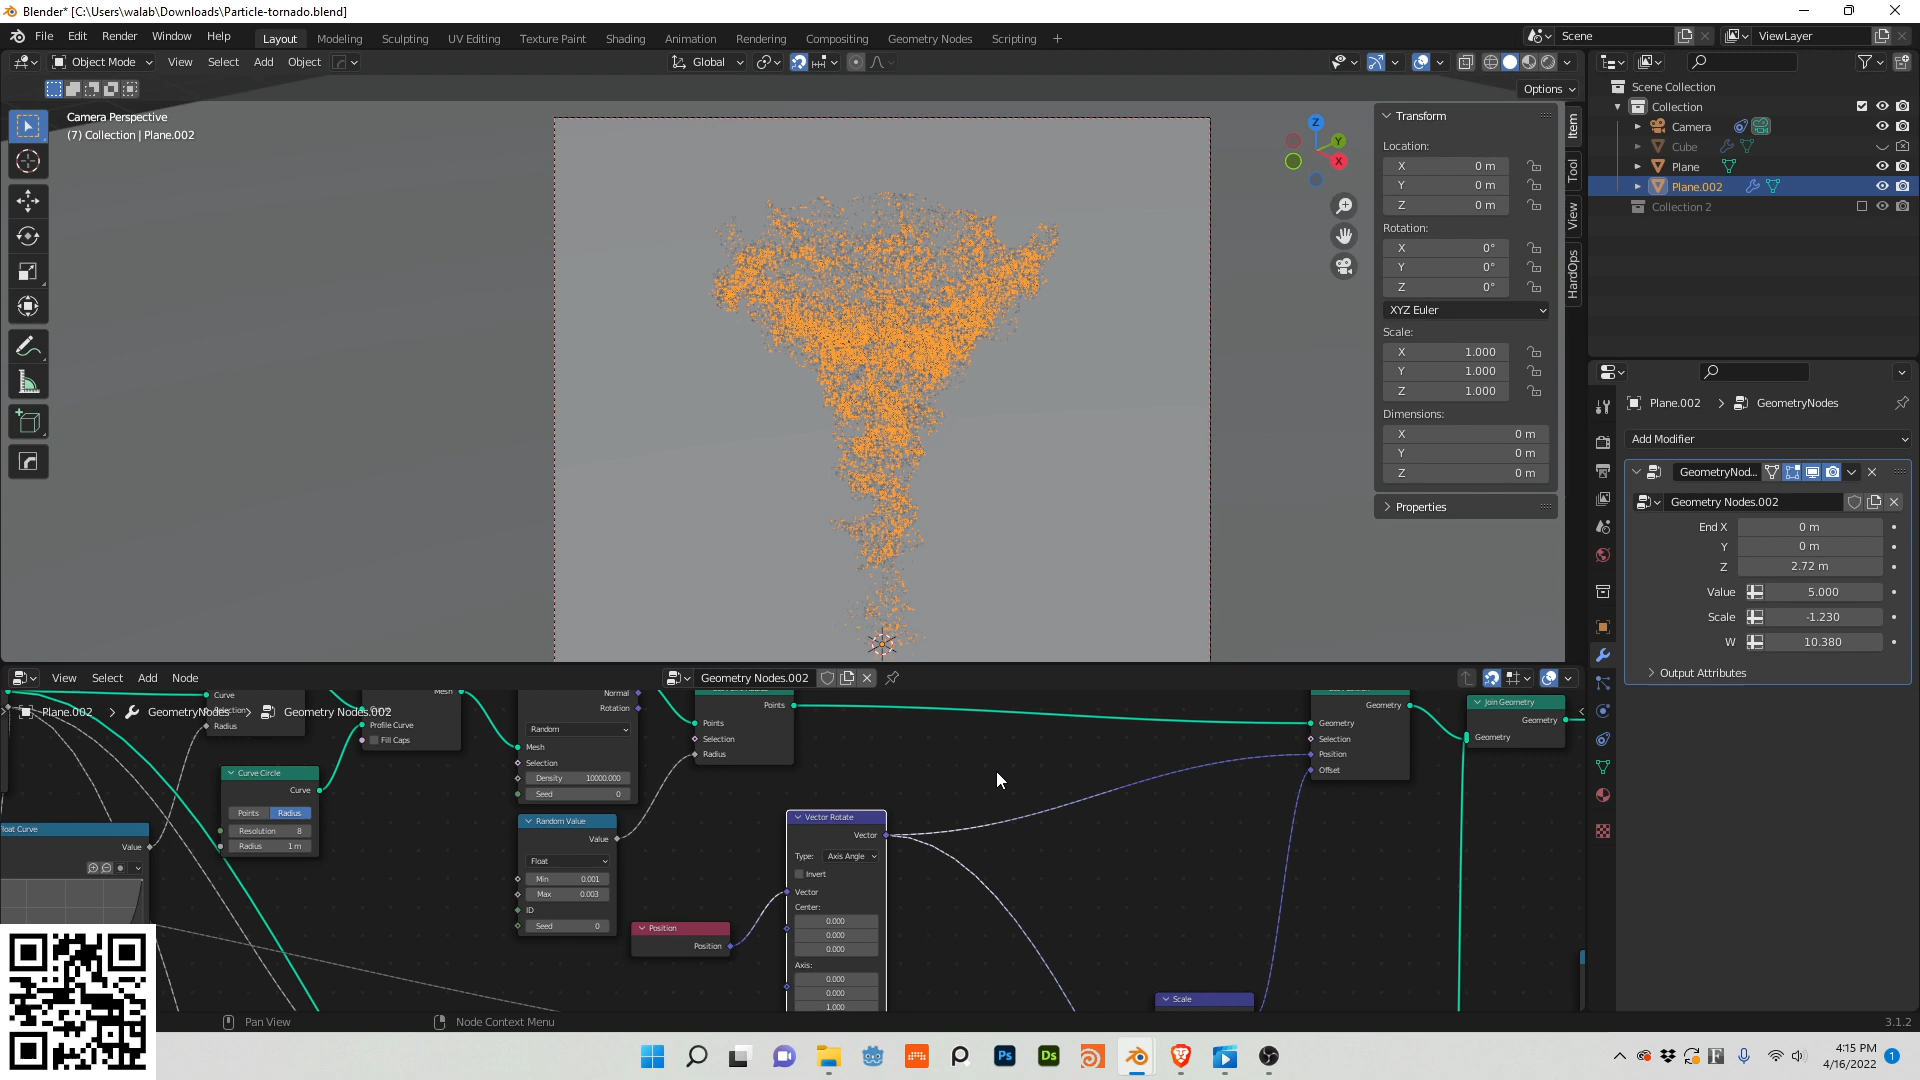 Blender* [C:\Users\walab\Downloads\Particle-tornado.blend]
File Edit Render Window Help Layout Modeling Sculpting UV Editing Texture Paint Shading Animation Rendering Compositing Geometry Nodes Scripting + Scene ViewLayer
Object Mode View Select Add Object Global
Options
Camera Perspective
(7) Collection | Plane.002
Z
Y
X
Transform
Location:
X 0 m
Y 0 m
Z 0 m
Rotation:
X 0°
Y 0°
Z 0°
XYZ Euler
Scale:
X 1.000
Y 1.000
Z 1.000
Dimensions:
X 0 m
Y 0 m
Z 0 m
Properties
Item
Tool
View
HardOps
Scene Collection
Collection
Camera
Cube
Plane
Plane.002
Collection 2
Plane.002 > GeometryNodes
Add Modifier
GeometryNod...
Geometry Nodes.002
End X 0 m
Y 0 m
Z 2.72 m
Value 5.000
Scale -1.230
W 10.380
Output Attributes
View Select Add Node Geometry Nodes.002
Plane.002 > GeometryNodes > Geometry Nodes.002
Curve
Selection
Radius
Mesh
Profile Curve
Fill Caps
Curve Circle
Curve
Points Radius
Resolution 8
Radius 1 m
Float Curve
Value
Normal
Rotation
Random
Mesh
Selection
Density 10000.000
Seed 0
Random Value
Value
Float
Min 0.001
Max 0.003
ID
Seed 0
Position
Position
Points
Points
Selection
Radius
Vector Rotate
Vector
Type: Axis Angle
Invert
Vector
Center:
0.000
0.000
0.000
Axis:
0.000
0.000
1.000
Scale
Geometry
Geometry
Selection
Position
Offset
Join Geometry
Geometry
Geometry
Pan View Node Context Menu 3.1.2
Ps
Ds
4:15 PM
4/16/2022
1